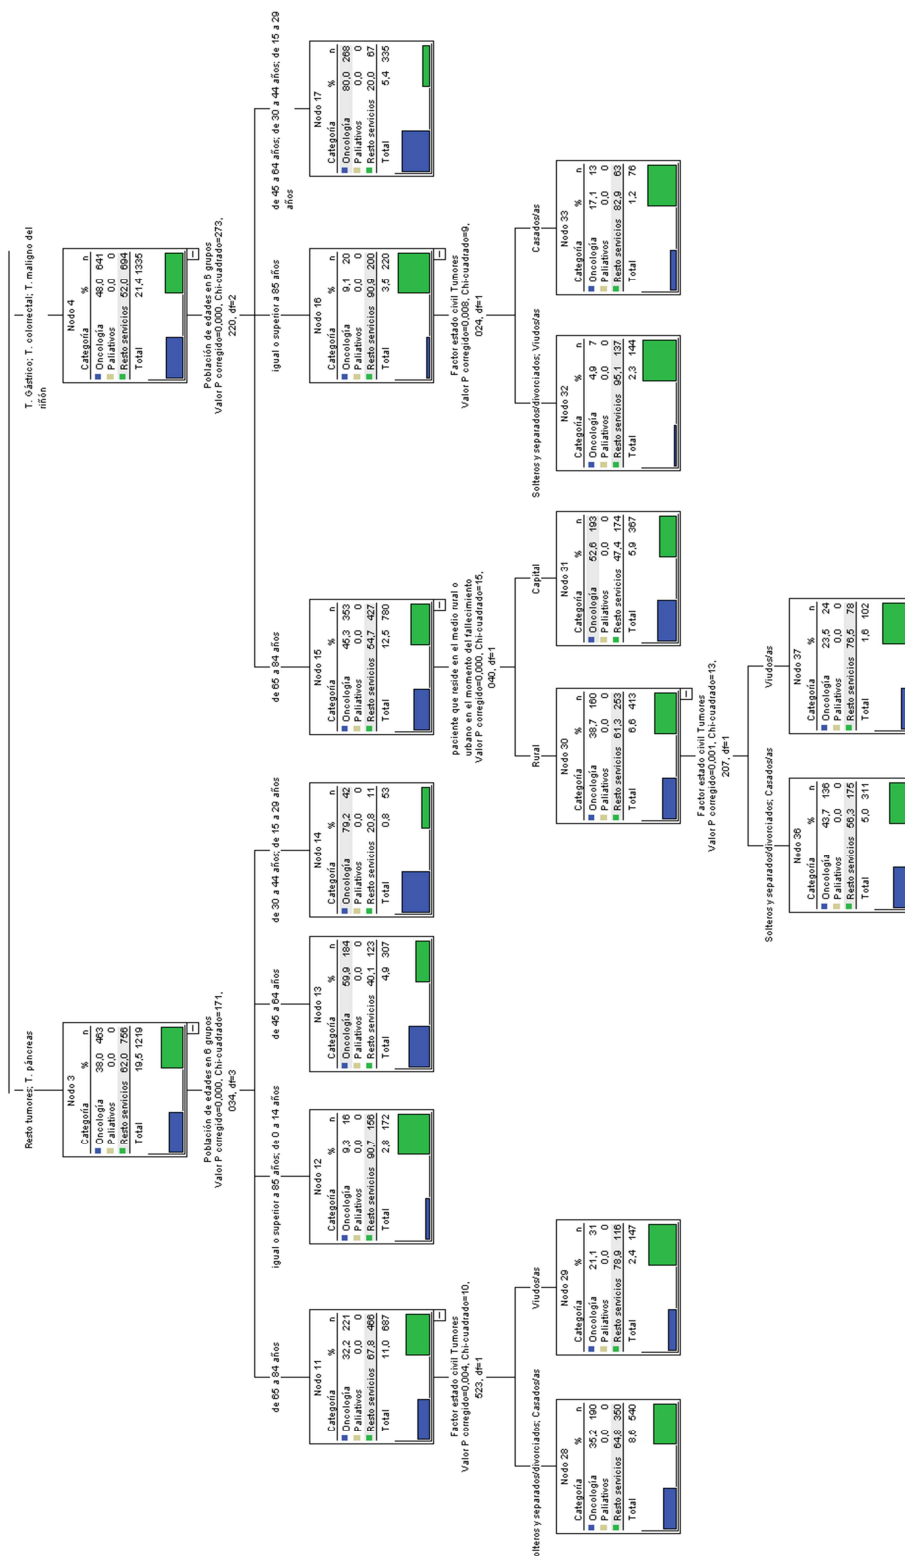 Resto tumores; T. páncreas
Nodo 3
Categoría % n
Oncología 38,0 463
Paliativos 0,0 0
Resto servicios 62,0 756
Total 19,5 1219
Población de edades en 6 grupos
Valor P corregido=0,000, Chi-cuadrado=171,
034, df=3
T. Gástrico; T. colorrectal; T. maligno del
riñón
Nodo 4
Categoría % n
Oncología 48,0 641
Paliativos 0,0 0
Resto servicios 52,0 694
Total 21,4 1335
Población de edades en 6 grupos
Valor P corregido=0,000, Chi-cuadrado=273,
220, df=2
de 65 a 84 años
Nodo 11
Categoría % n
Oncología 32,2 221
Paliativos 0,0 0
Resto servicios 67,8 466
Total 11,0 687
Factor estado civil Tumores
Valor P corregido=0,004, Chi-cuadrado=10,
523, df=1
igual o superior a 85 años; de 0 a 14 años
Nodo 12
Categoría % n
Oncología 9,3 16
Paliativos 0,0 0
Resto servicios 90,7 156
Total 2,8 172
de 45 a 64 años
Nodo 13
Categoría % n
Oncología 59,9 184
Paliativos 0,0 0
Resto servicios 40,1 123
Total 4,9 307
de 30 a 44 años; de 15 a 29 años
Nodo 14
Categoría % n
Oncología 79,2 42
Paliativos 0,0 0
Resto servicios 20,8 11
Total 0,8 53
de 65 a 84 años
Nodo 15
Categoría % n
Oncología 45,3 353
Paliativos 0,0 0
Resto servicios 54,7 427
Total 12,5 780
paciente que reside en el medio rural o
urbano en el momento del fallecimiento
Valor P corregido=0,000, Chi-cuadrado=15,
040, df=1
igual o superior a 85 años
Nodo 16
Categoría % n
Oncología 9,1 20
Paliativos 0,0 0
Resto servicios 90,9 200
Total 3,5 220
Factor estado civil Tumores
Valor P corregido=0,008, Chi-cuadrado=9,
024, df=1
de 45 a 64 años; de 30 a 44 años; de 15 a 29
años
Nodo 17
Categoría % n
Oncología 80,0 268
Paliativos 0,0 0
Resto servicios 20,0 67
Total 5,4 335
Solteros y separados/divorciados; Casados/as
Nodo 28
Categoría % n
Oncología 35,2 190
Paliativos 0,0 0
Resto servicios 64,8 350
Total 8,6 540
Viudos/as
Nodo 29
Categoría % n
Oncología 21,1 31
Paliativos 0,0 0
Resto servicios 78,9 116
Total 2,4 147
Rural
Nodo 30
Categoría % n
Oncología 38,7 160
Paliativos 0,0 0
Resto servicios 61,3 253
Total 6,6 413
Factor estado civil Tumores
Valor P corregido=0,001, Chi-cuadrado=13,
207, df=1
Capital
Nodo 31
Categoría % n
Oncología 52,6 193
Paliativos 0,0 0
Resto servicios 47,4 174
Total 5,9 367
Solteros y separados/divorciados; Viudos/as
Nodo 32
Categoría % n
Oncología 4,9 7
Paliativos 0,0 0
Resto servicios 95,1 137
Total 2,3 144
Casados/as
Nodo 33
Categoría % n
Oncología 17,1 13
Paliativos 0,0 0
Resto servicios 82,9 63
Total 1,2 76
Solteros y separados/divorciados; Casados/as
Nodo 36
Categoría % n
Oncología 43,7 136
Paliativos 0,0 0
Resto servicios 56,3 175
Total 5,0 311
Viudos/as
Nodo 37
Categoría % n
Oncología 23,5 24
Paliativos 0,0 0
Resto servicios 76,5 78
Total 1,6 102